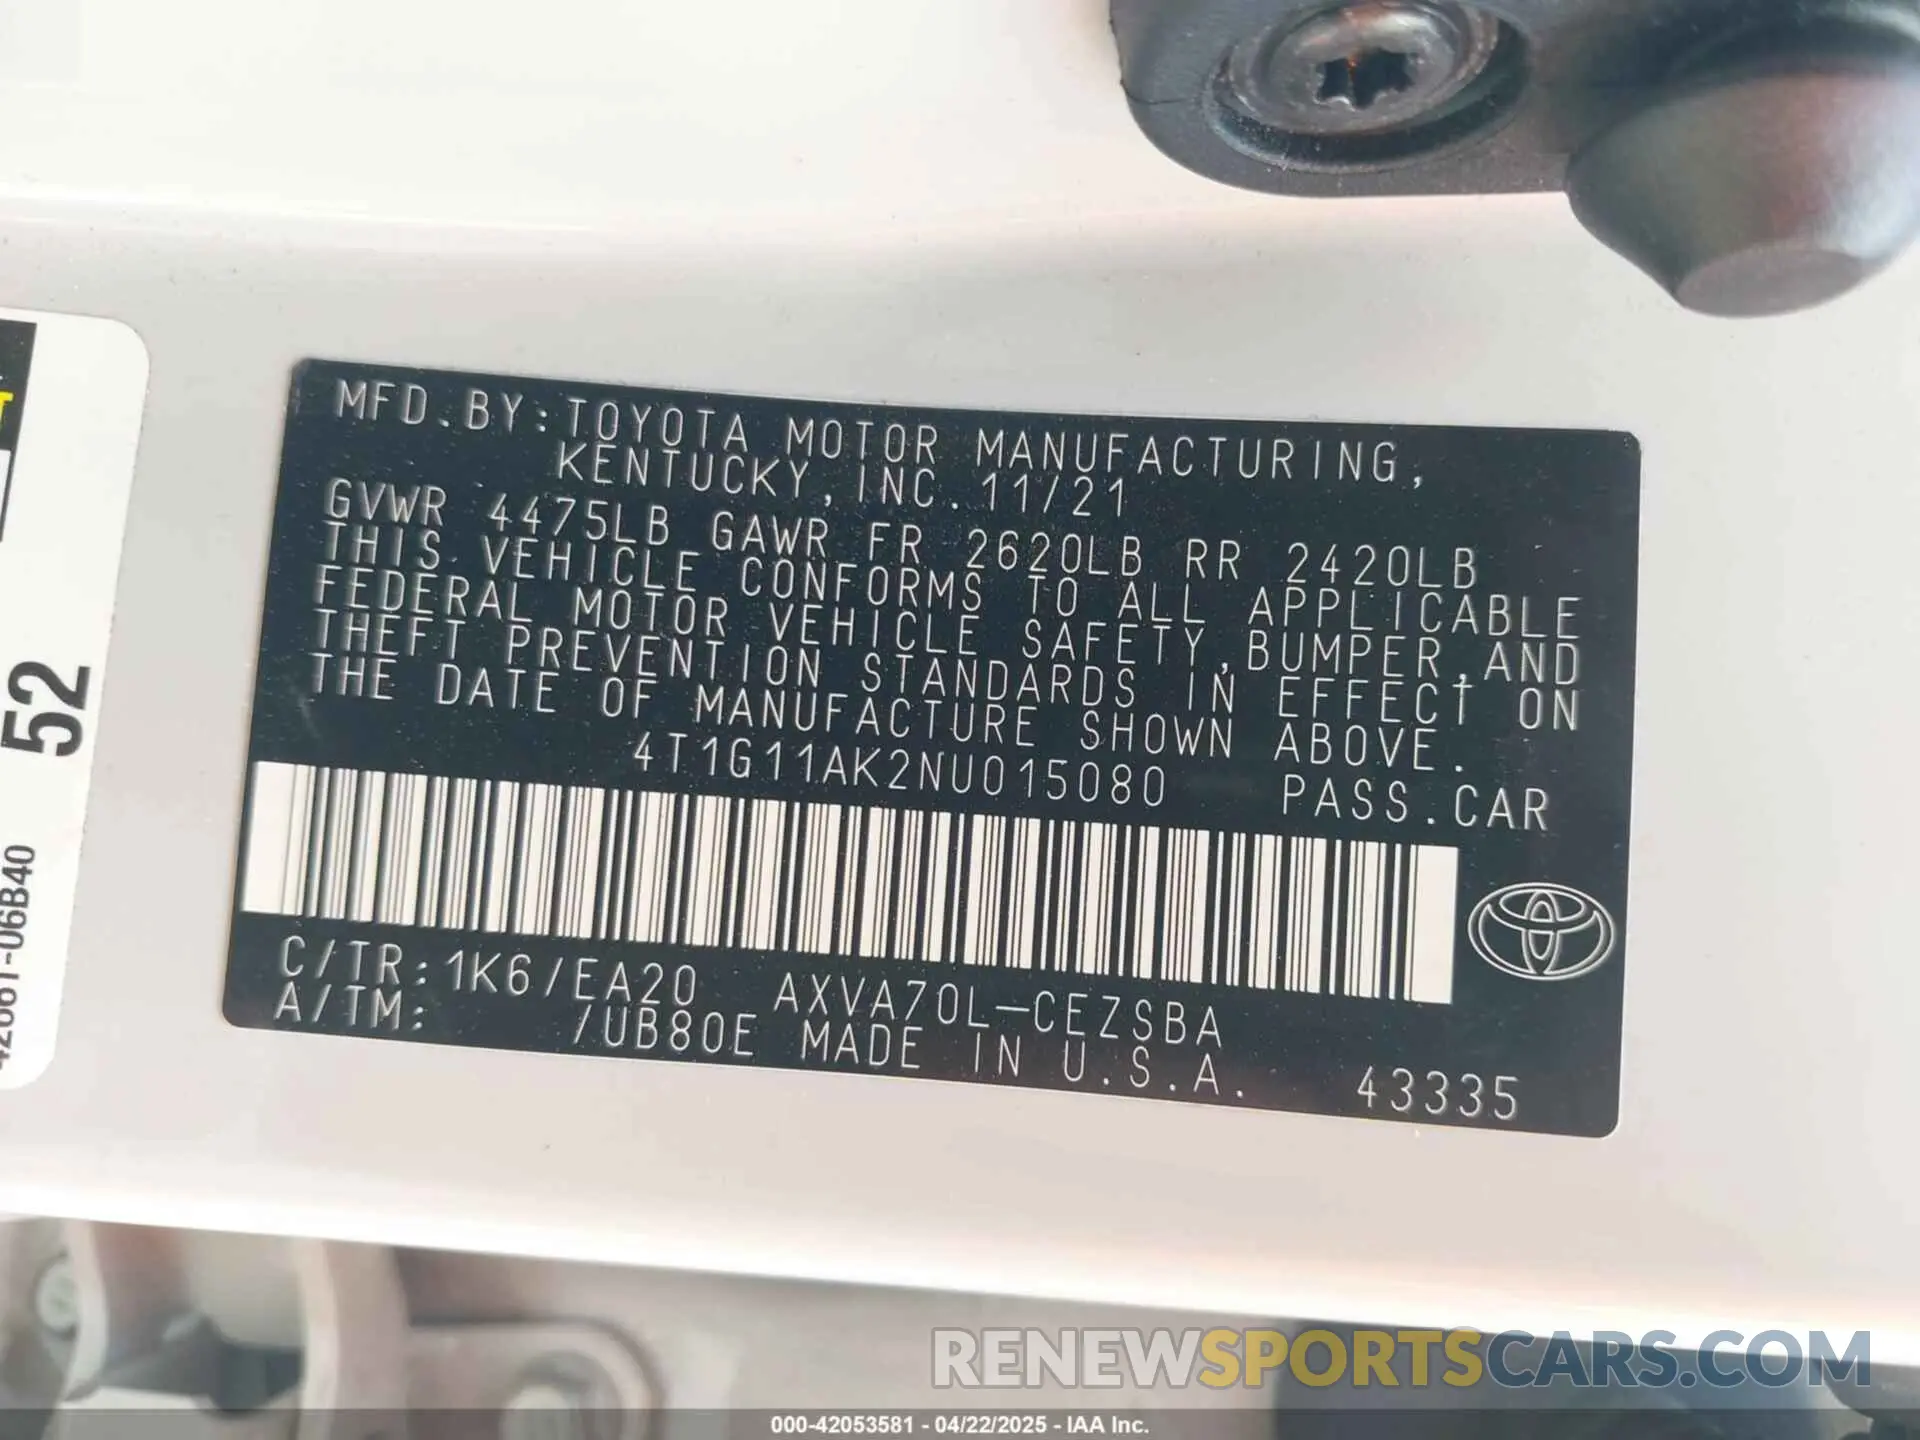 MFD.BY:TOYOTA MOTOR MANUFACTURING,
KENTUCKY, INC. 11/21
GVWR 4475LB GAWR FR 2620LB RR 2420LB
THIS VEHICLE CONFORMS TO ALL APPLICABLE
FEDERAL MOTOR VEHICLE SAFETY, BUMPER, AND
THEFT PREVENTION STANDARDS IN EFFECT ON
THE DATE OF MANUFACTURE SHOWN ABOVE.
4T1G11AK2NU015080 PASS.CAR
C/TR:1K6/EA20 AXVA70L-CEZSBA
A/TM: /UB80E MADE IN U.S.A. 43335
52
RENEWSPORTSCARS.COM
000-42053581 - 04/22/2025 - IAA Inc.